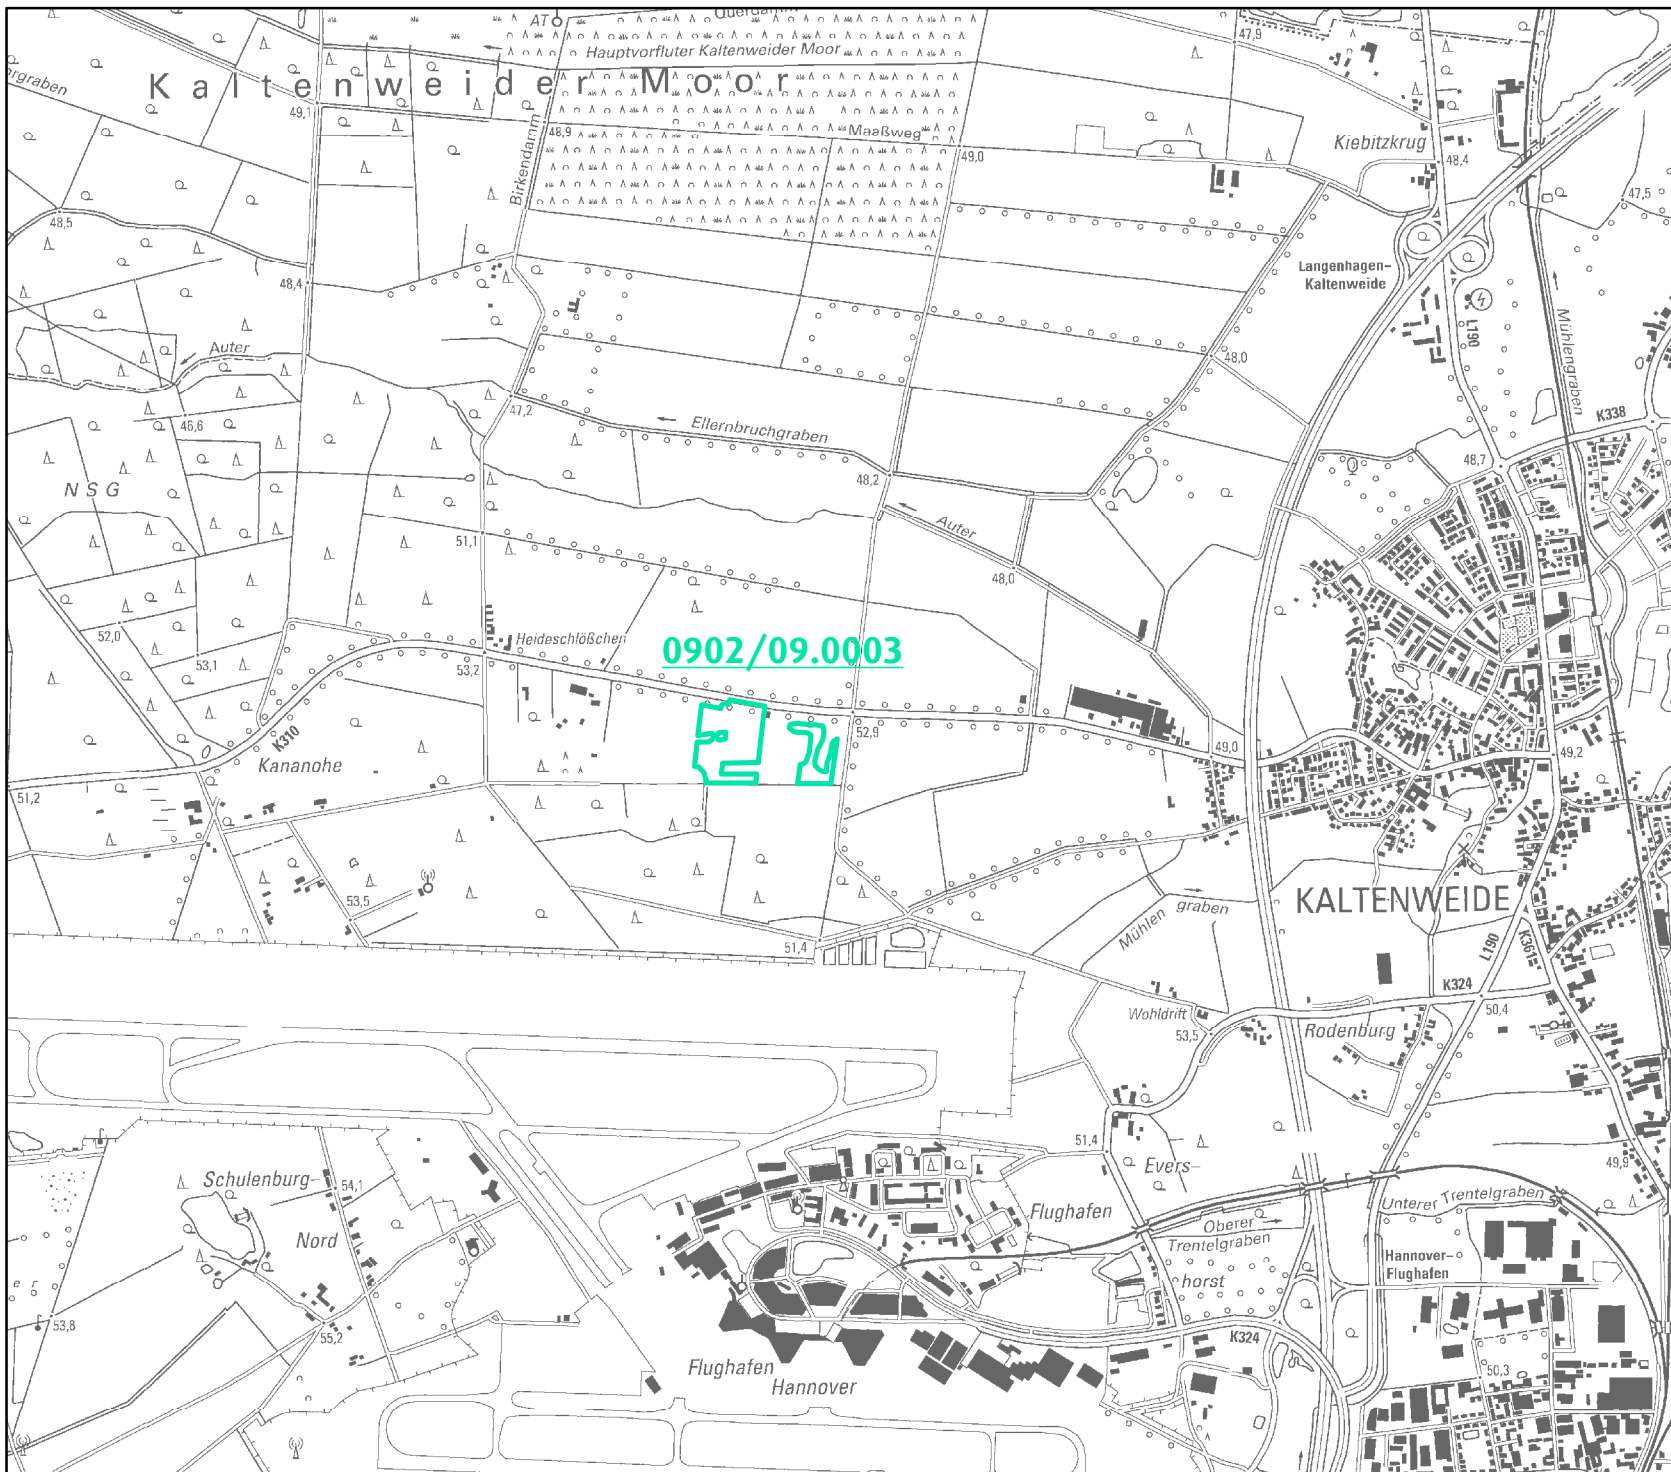 Querdamm
AT
47,9
Hauptvorfluter Kaltenweider Moor
Kaltenweider Moor
49,1
48,9
Maaßweg
49,0
Kiebitzkrug
48,4
Birkendamm
47,5
48,5
48,4
Langenhagen-
Kaltenweide
L190
Mühlengraben
Auter
48,0
47,2
46,6
Ellernbruchgraben
K338
48,7
NSG
48,2
Auter
51,1
48,0
52,0
53,1
Heideschlößchen
53,2
0902/09.0003
52,9
49,0
49,2
K310
Kananohe
51,2
53,5
51,4
Mühlen graben
KALTENWEIDE
L190
K361
K324
Wohldrift
53,5
Rodenburg
50,4
51,4
Evers-
49,9
Schulenburg-
54,1
Nord
Flughafen
Oberer
Trentelgraben
Unterer Trentelgraben
horst
Hannover-
Flughafen
53,8
55,2
K324
Flughafen
Hannover
50,3